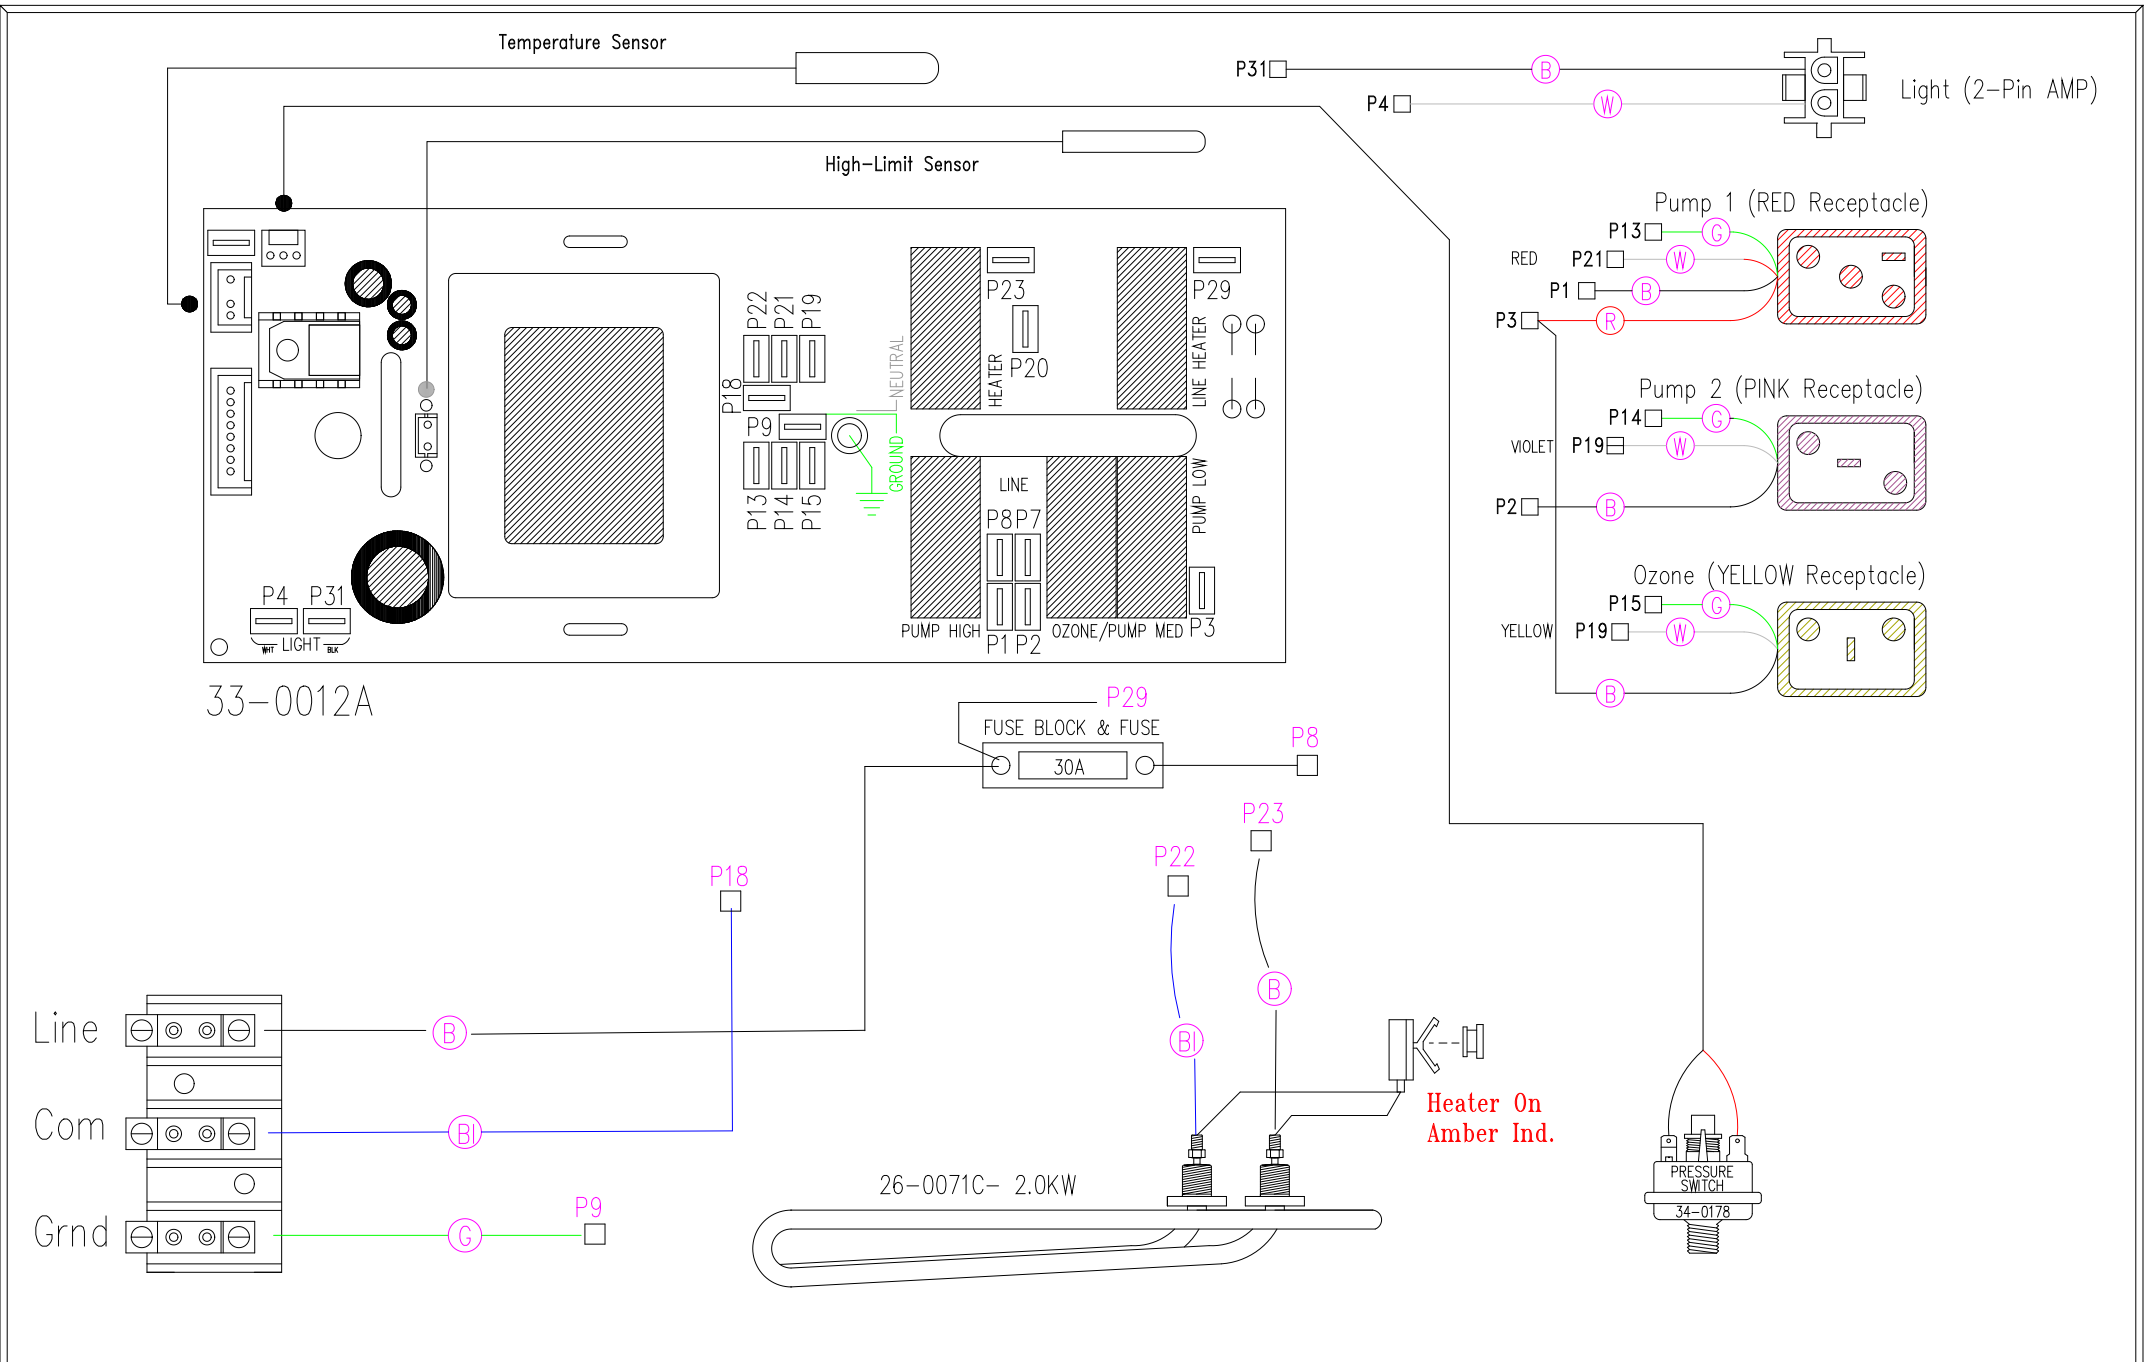 Temperature Sensor
P31
B
P4
W
Light (2-Pin AMP)
High-Limit Sensor
Pump 1 (RED Receptacle)
P13
G
RED
P21
W
P1
B
P3
R
Pump 2 (PINK Receptacle)
P14
G
VIOLET
P19
W
P2
B
Ozone (YELLOW Receptacle)
P15
G
YELLOW
P19
W
B
P22
P21
P19
P18
P9
P13
P14
P15
NEUTRAL
GROUND
P23
P20
HEATER
P29
LINE HEATER
LINE
P8
P7
PUMP LOW
P1
P2
P3
PUMP HIGH
OZONE/PUMP MED
P4
P31
WHT
LIGHT
BLK
33-0012A
P29
FUSE BLOCK & FUSE
30A
P8
P23
P22
P18
B
Bl
Line
B
Com
Bl
Grnd
G
P9
Heater On
Amber Ind.
26-0071C- 2.0KW
PRESSURE
SWITCH
34-0178